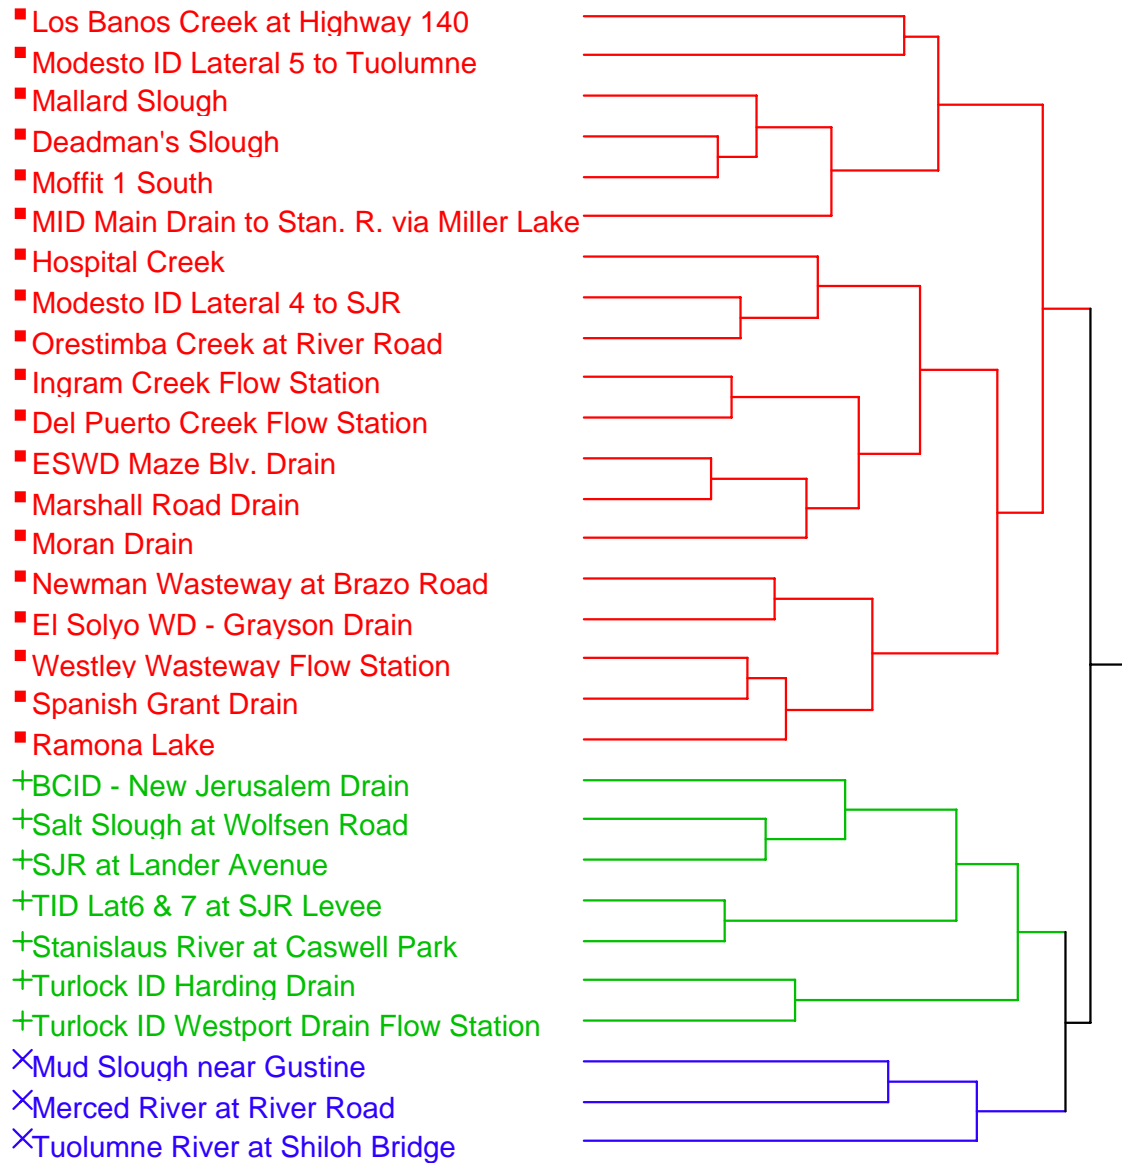 Los Banos Creek at Highway 140
Modesto ID Lateral 5 to Tuolumne
Mallard Slough
Deadman's Slough
Moffit 1 South
MID Main Drain to Stan. R. via Miller Lake
Hospital Creek
Modesto ID Lateral 4 to SJR
Orestimba Creek at River Road
Ingram Creek Flow Station
Del Puerto Creek Flow Station
ESWD Maze Blv. Drain
Marshall Road Drain
Moran Drain
Newman Wasteway at Brazo Road
El Solyo WD - Grayson Drain
Westley Wasteway Flow Station
Spanish Grant Drain
Ramona Lake
BCID - New Jerusalem Drain
Salt Slough at Wolfsen Road
SJR at Lander Avenue
TID Lat6 & 7 at SJR Levee
Stanislaus River at Caswell Park
Turlock ID Harding Drain
Turlock ID Westport Drain Flow Station
Mud Slough near Gustine
Merced River at River Road
Tuolumne River at Shiloh Bridge